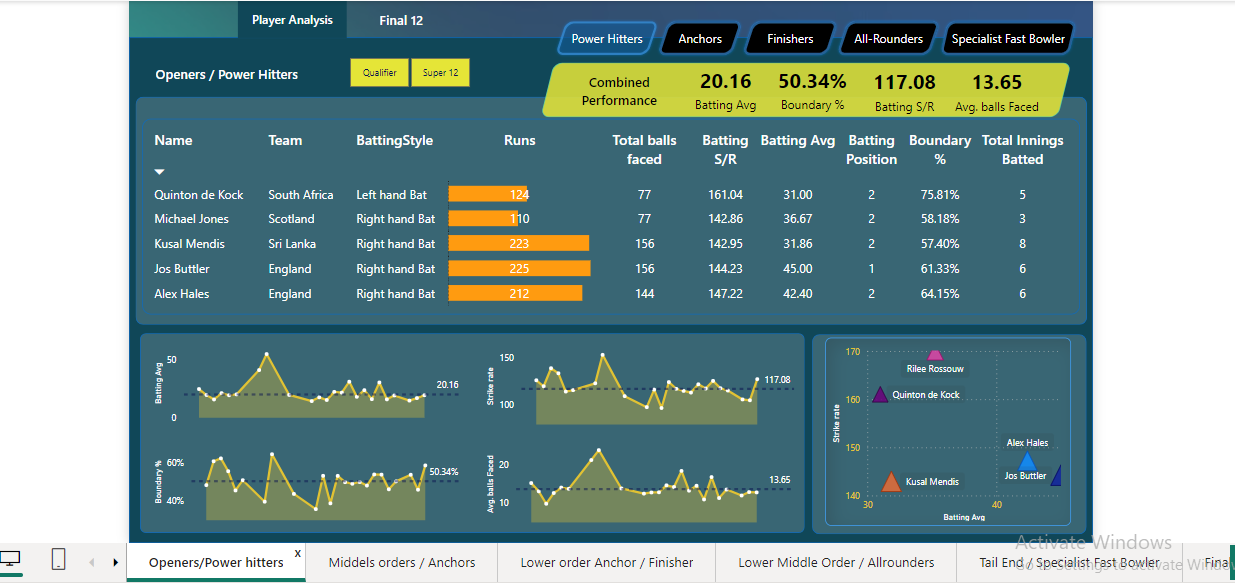 Player Analysis
Final 12
Power Hitters
Anchors
Finishers
All-Rounders
Specialist Fast Bowler
Openers / Power Hitters
Qualifier
Super 12
Combined
Performance
20.16
Batting Avg
50.34%
Boundary %
117.08
Batting S/R
13.65
Avg. balls Faced
Name Team BattingStyle Runs Total balls faced Batting S/R Batting Avg Batting Position Boundary % Total Innings Batted
Quinton de Kock South Africa Left hand Bat 124 77 161.04 31.00 2 75.81% 5
Michael Jones Scotland Right hand Bat 110 77 142.86 36.67 2 58.18% 3
Kusal Mendis Sri Lanka Right hand Bat 223 156 142.95 31.86 2 57.40% 8
Jos Buttler England Right hand Bat 225 156 144.23 45.00 1 61.33% 6
Alex Hales England Right hand Bat 212 144 147.22 42.40 2 64.15% 6
Batting Avg
50
0
20.16
Strike rate
150
100
117.08
Boundary %
60%
40%
50.34%
Avg. balls Faced
20
10
13.65
Strike rate
170
160
150
140
Rilee Rossouw
Quinton de Kock
Alex Hales
Jos Buttler
Kusal Mendis
30
40
Batting Avg
Activate Windows
Go to Settings to activate Windows
Openers/Power hitters
x
Middels orders / Anchors
Lower order Anchor / Finisher
Lower Middle Order / Allrounders
Tail End / Specialist Fast Bowler
Fina